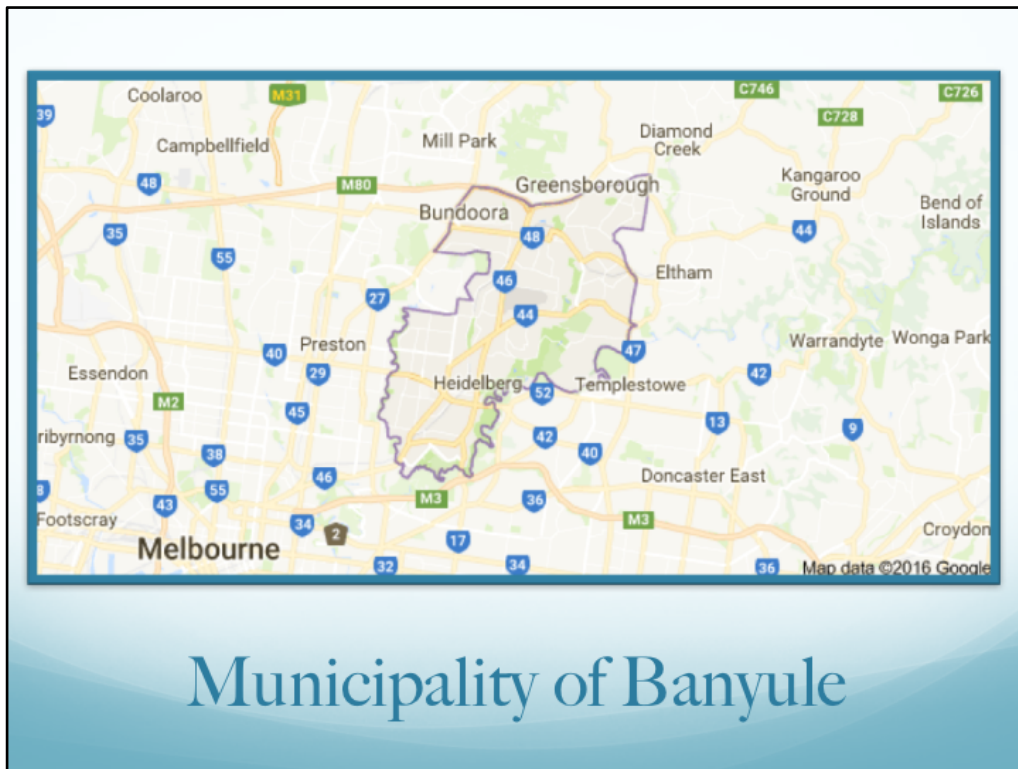 Coolaroo
M31
C746
C726
39
Mill Park
C728
Diamond
Creek
Campbellfield
48
M80
Greensborough
Kangaroo
Ground
Bundoora
Bend of
Islands
35
55
48
44
46
Eltham
27
44
Preston
40
29
47
Warrandyte
Wonga Park
Essendon
Heidelberg
Templestowe
42
M2
52
45
13
9
ribyrnong
35
38
42
40
46
Doncaster East
8
43
55
M3
36
Footscray
34
2
M3
Croydon
Melbourne
17
32
34
36
Map data ©2016 Google
Municipality of Banyule